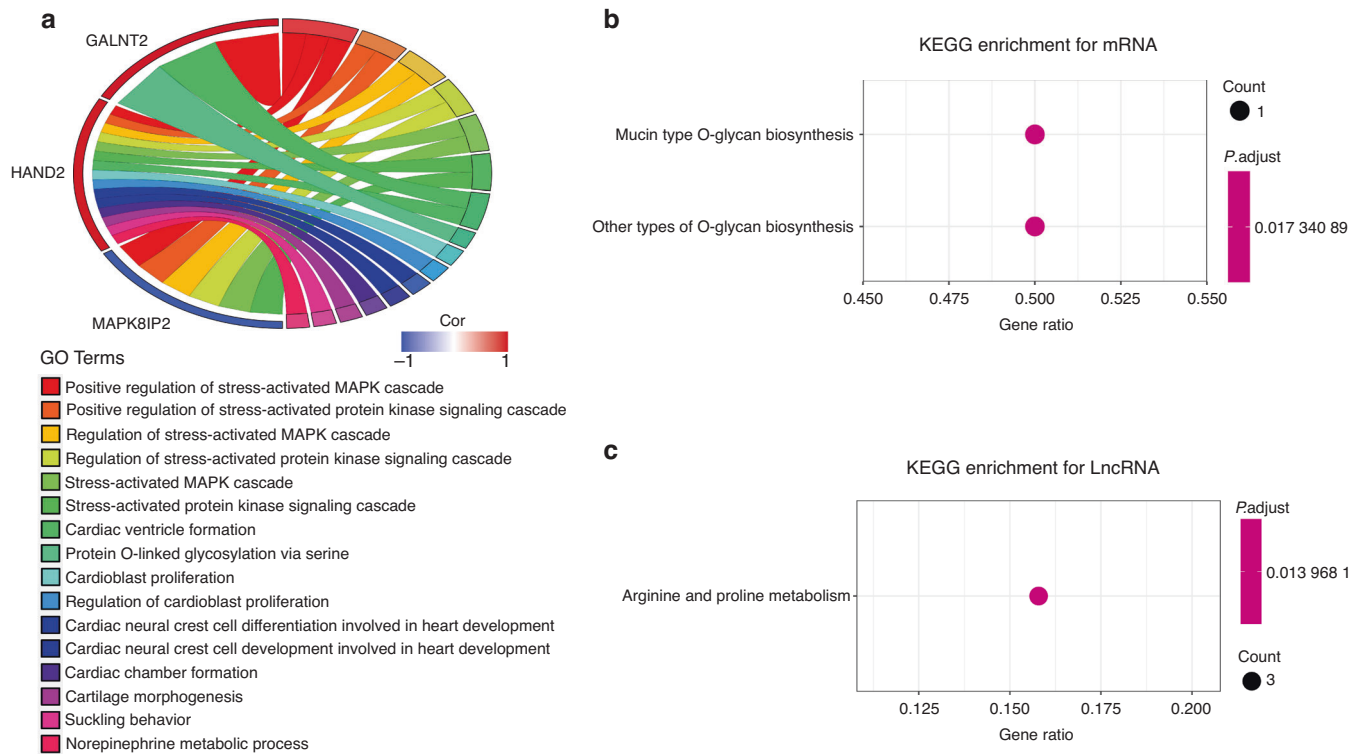 a
GALNT2
HAND2
MAPK8IP2
Cor
−1
1
GO Terms
Positive regulation of stress-activated MAPK cascade
Positive regulation of stress-activated protein kinase signaling cascade
Regulation of stress-activated MAPK cascade
Regulation of stress-activated protein kinase signaling cascade
Stress-activated MAPK cascade
Stress-activated protein kinase signaling cascade
Cardiac ventricle formation
Protein O-linked glycosylation via serine
Cardioblast proliferation
Regulation of cardioblast proliferation
Cardiac neural crest cell differentiation involved in heart development
Cardiac neural crest cell development involved in heart development
Cardiac chamber formation
Cartilage morphogenesis
Suckling behavior
Norepinephrine metabolic process
b
KEGG enrichment for mRNA
Mucin type O-glycan biosynthesis
Other types of O-glycan biosynthesis
0.450 0.475 0.500 0.525 0.550
Gene ratio
Count
1
P.adjust
0.017 340 89
c
KEGG enrichment for LncRNA
Arginine and proline metabolism
0.125 0.150 0.175 0.200
Gene ratio
P.adjust
0.013 968 1
Count
3